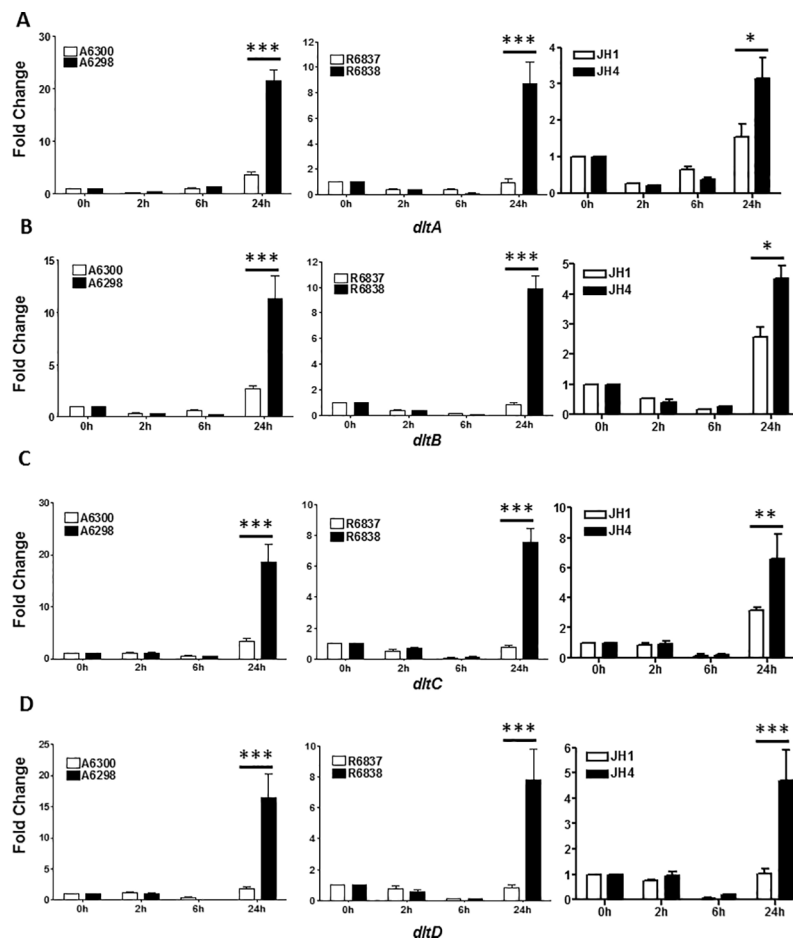 A
Fold Change
30
20
10
0
A6300
A6298
***
0h 2h 6h 24h
12
10
8
6
4
2
0
R6837
R6838
***
0h 2h 6h 24h
4
3
2
1
0
JH1
JH4
*
0h 2h 6h 24h
dltA
B
Fold Change
15
10
5
0
A6300
A6298
***
0h 2h 6h 24h
12
10
8
6
4
2
0
R6837
R6838
***
0h 2h 6h 24h
5
4
3
2
1
0
JH1
JH4
*
0h 2h 6h 24h
dltB
C
Fold Change
30
20
10
0
A6300
A6298
***
0h 2h 6h 24h
10
8
6
4
2
0
R6837
R6838
***
0h 2h 6h 24h
10
8
6
4
2
0
JH1
JH4
**
0h 2h 6h 24h
dltC
D
Fold Change
25
20
15
10
5
0
A6300
A6298
***
0h 2h 6h 24h
10
8
6
4
2
0
R6837
R6838
***
0h 2h 6h 24h
6
5
4
3
2
1
0
JH1
JH4
***
0h 2h 6h 24h
dltD